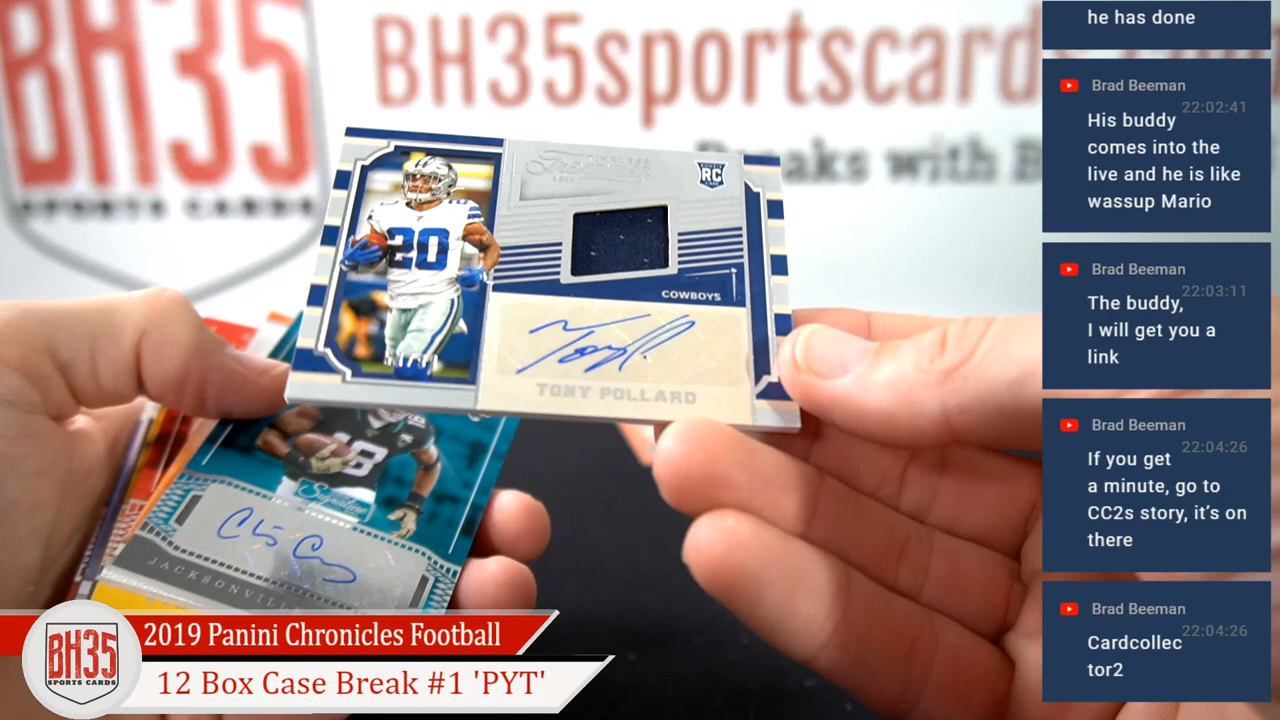 BH35
SPORTS CARDS
BH35sportscard
Breaks with B
20
RC
COWBOYS
TONY POLLARD
18
Signature
JACKSONVILLE
BH35
SPORTS CARDS
2019 Panini Chronicles Football
12 Box Case Break #1 'PYT'
he has done
Brad Beeman
22:02:41
His buddy
comes into the
live and he is like
wassup Mario
Brad Beeman
22:03:11
The buddy,
I will get you a
link
Brad Beeman
22:04:26
If you get
a minute, go to
CC2s story, it's on
there
Brad Beeman
22:04:26
Cardcollec
tor2